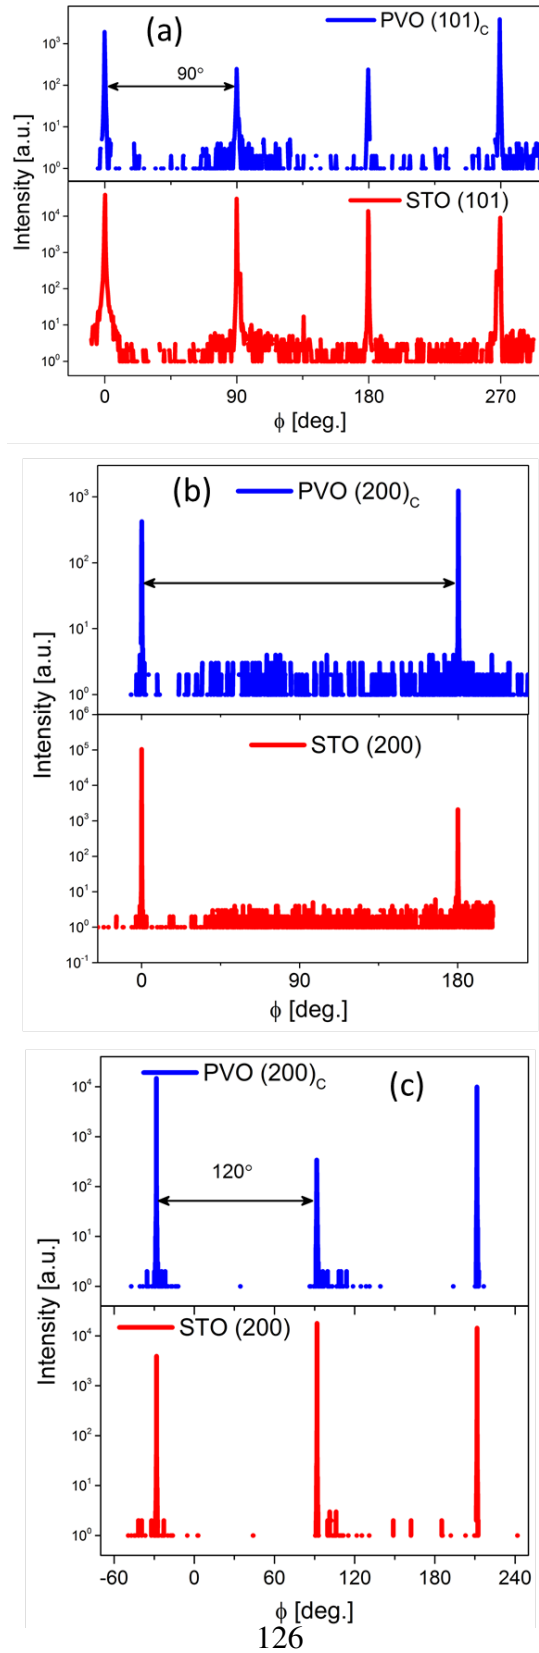 (a)
PVO (101)C
90°
10³
10²
10¹
10⁰
STO (101)
10⁴
10³
10²
10¹
10⁰
Intensity [a.u.]
0 90 180 270
ϕ [deg.]
(b)
PVO (200)C
10³
10²
10¹
10⁰
10⁶
STO (200)
10⁵
10⁴
10³
10²
10¹
10⁰
10⁻¹
Intensity [a.u.]
0 90 180
ϕ [deg.]
PVO (200)C
(c)
120°
10⁴
10³
10²
10¹
10⁰
STO (200)
10⁴
10³
10²
10¹
10⁰
Intensity [a.u.]
-60 0 60 120 180 240
ϕ [deg.]
126